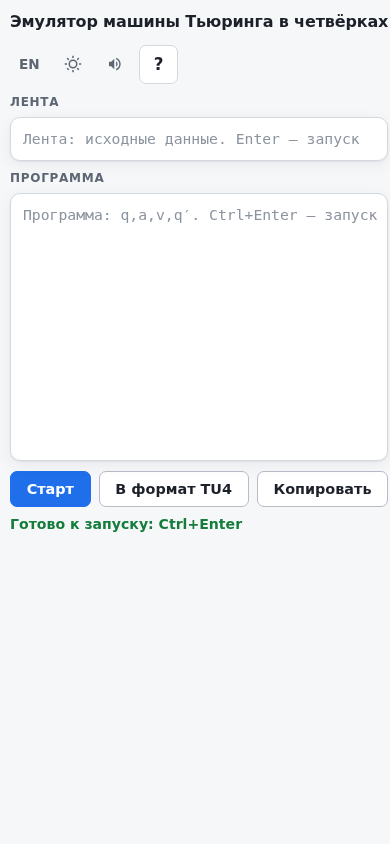 Эмулятор машины Тьюринга в четвёрках
EN ?
ЛЕНТА
Лента: исходные данные. Enter — запуск
ПРОГРАММА
Программа: q,a,v,q′. Ctrl+Enter — запуск
Старт В формат TU4 Копировать
Готово к запуску: Ctrl+Enter